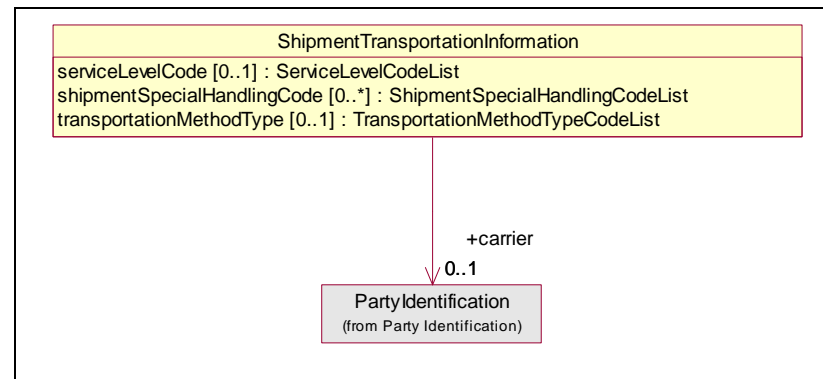 ShipmentTransportationInformation
serviceLevelCode [0..1] : ServiceLevelCodeList
shipmentSpecialHandlingCode [0..*] : ShipmentSpecialHandlingCodeList
transportationMethodType [0..1] : TransportationMethodTypeCodeList
+carrier
0..1
PartyIdentification
(from Party Identification)